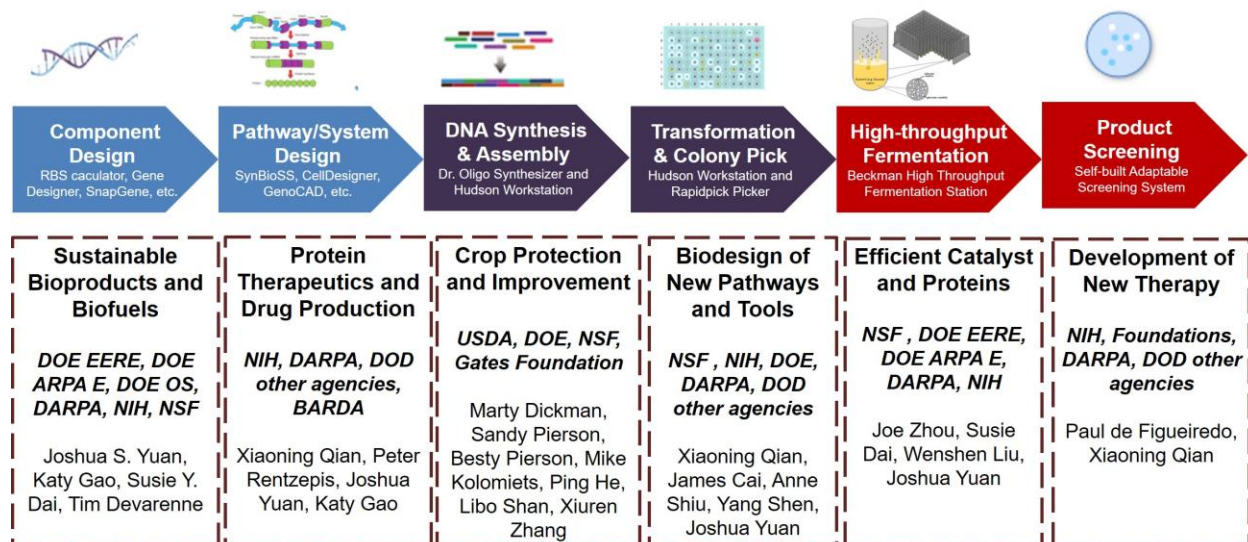 Component
Design
RBS caculator, Gene
Designer, SnapGene, etc.
Pathway/System
Design
SynBioSS, CellDesigner,
GenoCAD, etc.
DNA Synthesis
& Assembly
Dr. Oligo Synthesizer and
Hudson Workstation
Transformation
& Colony Pick
Hudson Workstation and
Rapidpick Picker
High-throughput
Fermentation
Beckman High Throughput
Fermentation Station
Product
Screening
Self-built Adaptable
Screening System
Sustainable
Bioproducts and
Biofuels
DOE EERE, DOE
ARPA E, DOE OS,
DARPA, NIH, NSF
Joshua S. Yuan,
Katy Gao, Susie Y.
Dai, Tim Devarenne
Protein
Therapeutics and
Drug Production
NIH, DARPA, DOD
other agencies,
BARDA
Xiaoning Qian, Peter
Rentzepis, Joshua
Yuan, Katy Gao
Crop Protection
and Improvement
USDA, DOE, NSF,
Gates Foundation
Marty Dickman,
Sandy Pierson,
Besty Pierson, Mike
Kolomiets, Ping He,
Libo Shan, Xiuren
Zhang
Biodesign of
New Pathways
and Tools
NSF , NIH, DOE,
DARPA, DOD
other agencies
Xiaoning Qian,
James Cai, Anne
Shiu, Yang Shen,
Joshua Yuan
Efficient Catalyst
and Proteins
NSF , DOE EERE,
DOE ARPA E,
DARPA, NIH
Joe Zhou, Susie
Dai, Wenshen Liu,
Joshua Yuan
Development of
New Therapy
NIH, Foundations,
DARPA, DOD other
agencies
Paul de Figueiredo,
Xiaoning Qian